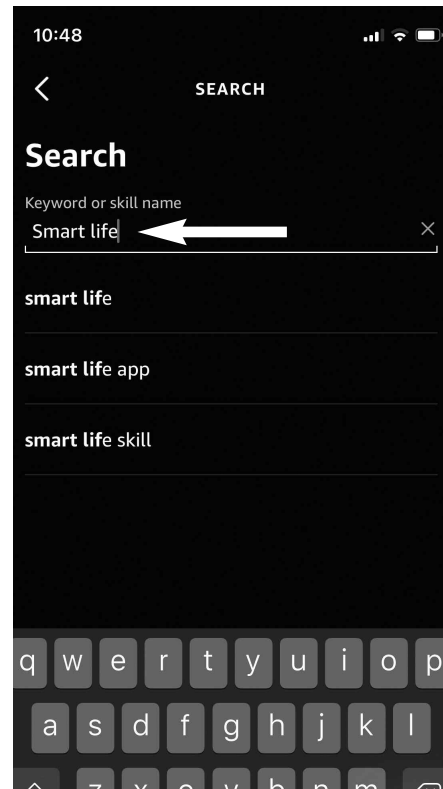 10:48
SEARCH
Search
Keyword or skill name
Smart life
smart life
smart life app
smart life skill
q w e r t y u i o p
a s d f g h j k l
z x c v b n m